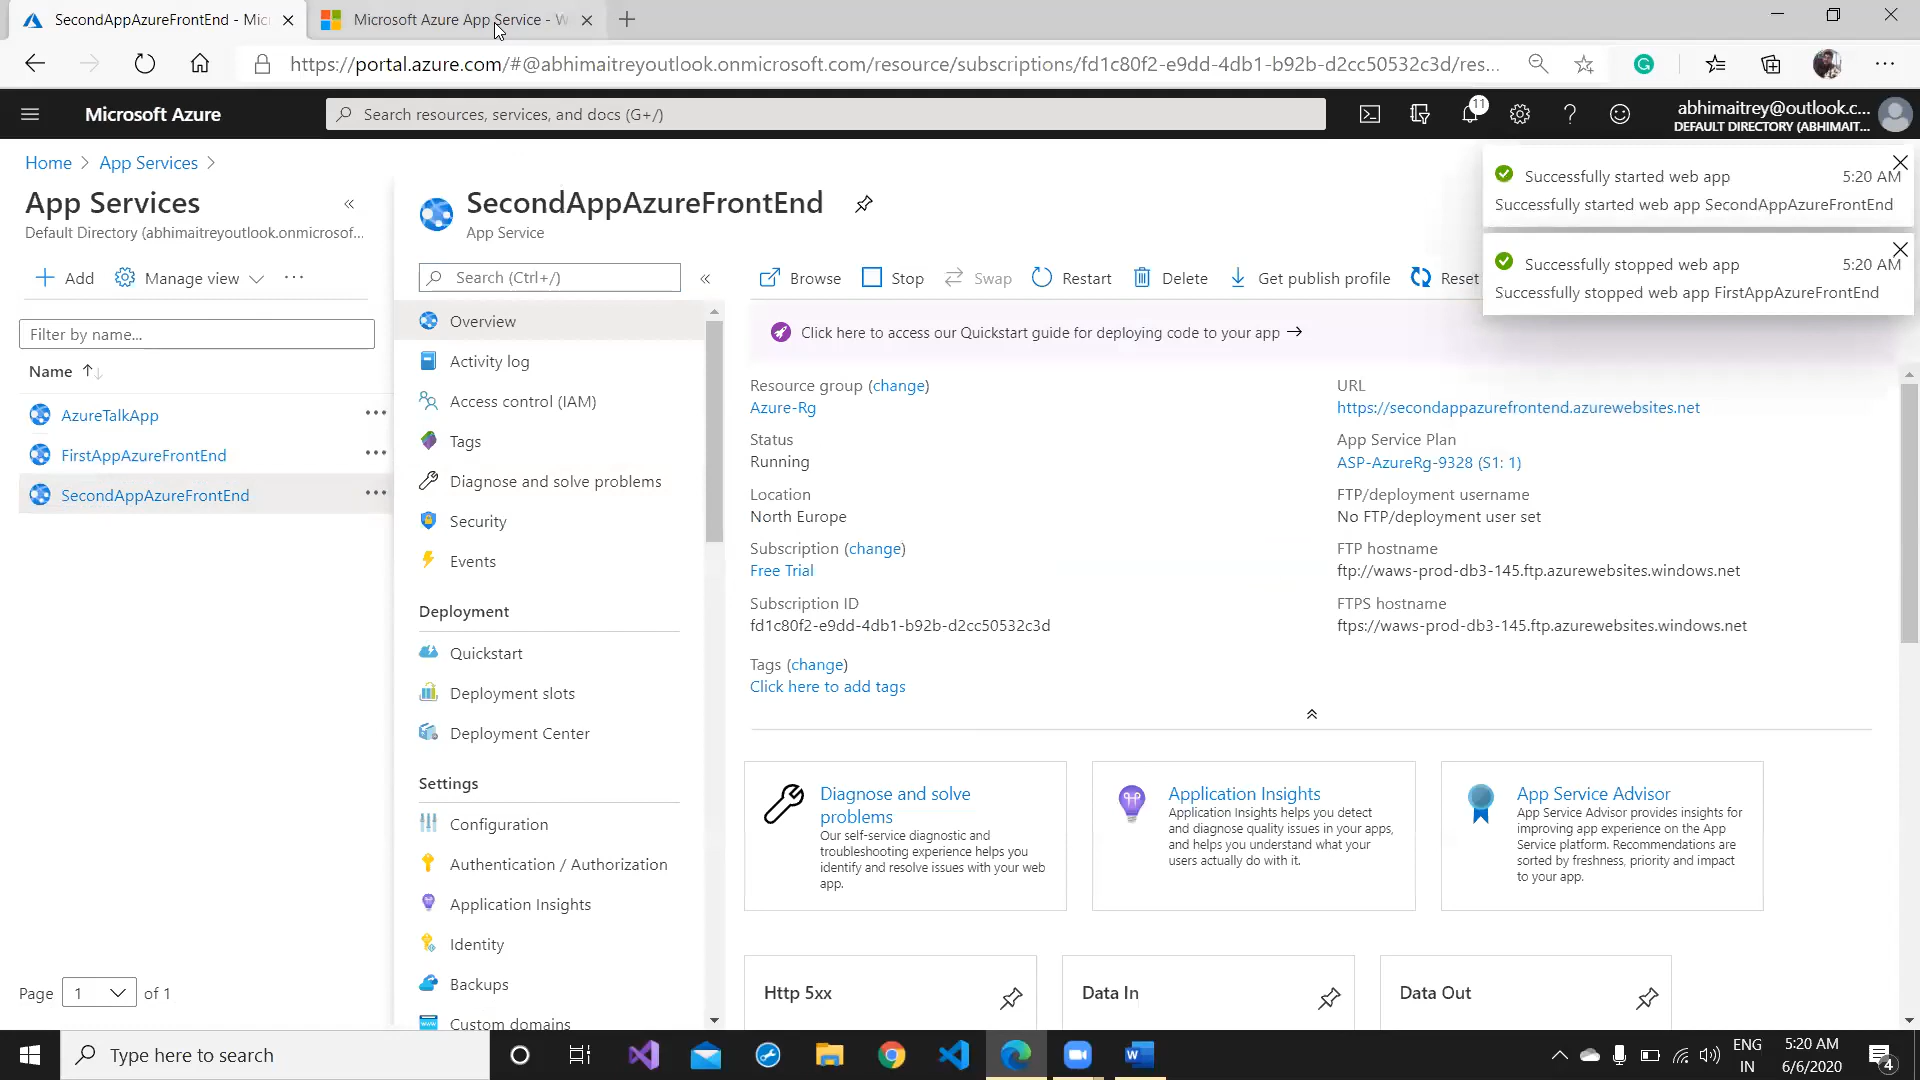 SecondAppAzureFrontEnd - Mic
Microsoft Azure App Service - W
https://portal.azure.com/#@abhimaitreyoutlook.onmicrosoft.com/resource/subscriptions/fd1c80f2-e9dd-4db1-b92b-d2cc50532c3d/res...
Microsoft Azure
Search resources, services, and docs (G+/)
11
abhimaitrey@outlook.c...
DEFAULT DIRECTORY (ABHIMAIT...
Home > App Services >
App Services
Default Directory (abhimaitreyoutlook.onmicrosof...
Add
Manage view
Filter by name...
Name
AzureTalkApp
FirstAppAzureFrontEnd
SecondAppAzureFrontEnd
Page 1 of 1
SecondAppAzureFrontEnd
App Service
Search (Ctrl+/)
Overview
Activity log
Access control (IAM)
Tags
Diagnose and solve problems
Security
Events
Deployment
Quickstart
Deployment slots
Deployment Center
Settings
Configuration
Authentication / Authorization
Application Insights
Identity
Backups
Custom domains
Browse
Stop
Swap
Restart
Delete
Get publish profile
Reset
Successfully started web app 5:20 AM
Successfully started web app SecondAppAzureFrontEnd
Successfully stopped web app 5:20 AM
Successfully stopped web app FirstAppAzureFrontEnd
Click here to access our Quickstart guide for deploying code to your app →
Resource group (change)
Azure-Rg
Status
Running
Location
North Europe
Subscription (change)
Free Trial
Subscription ID
fd1c80f2-e9dd-4db1-b92b-d2cc50532c3d
Tags (change)
Click here to add tags
URL
https://secondappazurefrontend.azurewebsites.net
App Service Plan
ASP-AzureRg-9328 (S1: 1)
FTP/deployment username
No FTP/deployment user set
FTP hostname
ftp://waws-prod-db3-145.ftp.azurewebsites.windows.net
FTPS hostname
ftps://waws-prod-db3-145.ftp.azurewebsites.windows.net
Diagnose and solve
problems
Our self-service diagnostic and
troubleshooting experience helps you
identify and resolve issues with your web
app.
Application Insights
Application Insights helps you detect
and diagnose quality issues in your apps,
and helps you understand what your
users actually do with it.
App Service Advisor
App Service Advisor provides insights for
improving app experience on the App
Service platform. Recommendations are
sorted by freshness, priority and impact
to your app.
Http 5xx
Data In
Data Out
Type here to search
ENG
IN
5:20 AM
6/6/2020
4